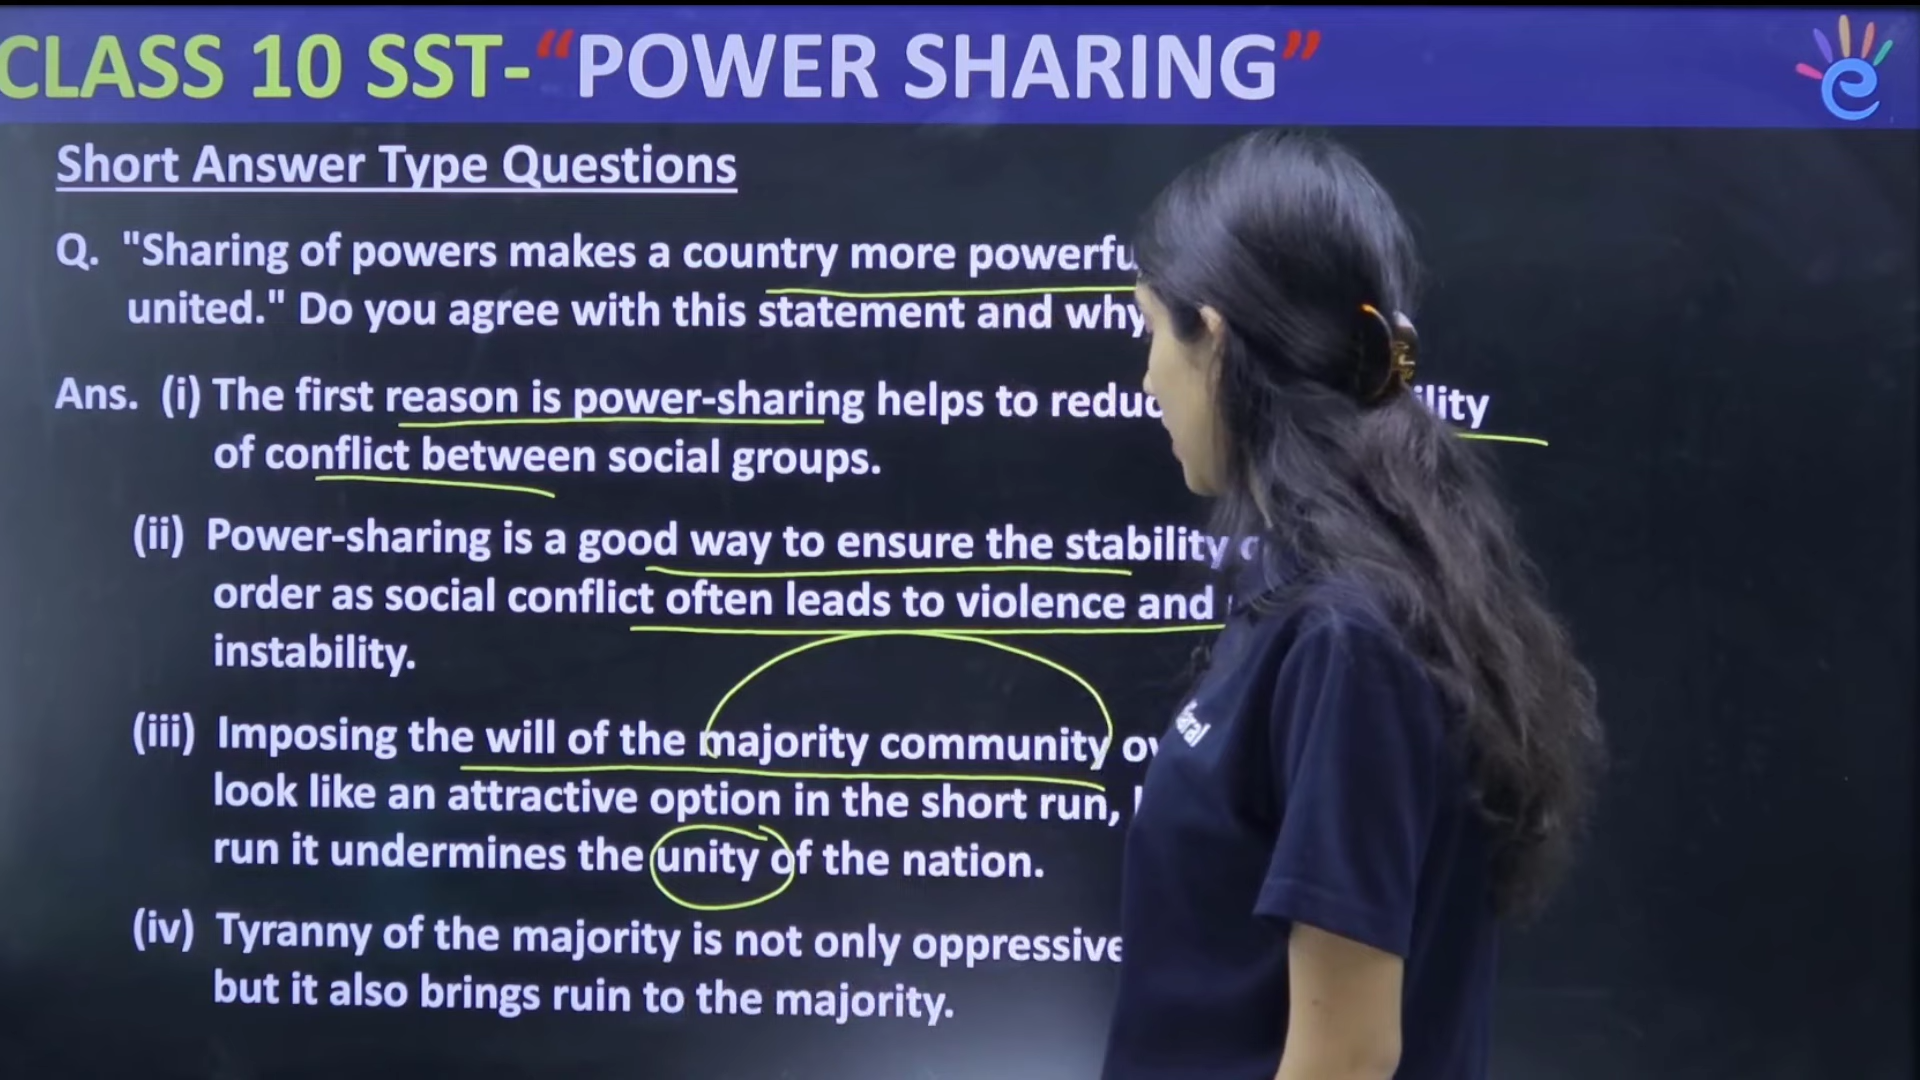 CLASS 10 SST-“POWER SHARING”
Short Answer Type Questions
Q. "Sharing of powers makes a country more
united." Do you agree with this statement and
Ans. (i) The first reason is power-sharing helps to
of conflict between social groups.
(ii) Power-sharing is a good way to ensure the stability
order as social conflict often leads to violence and
instability.
(iii) Imposing the will of the majority community
look like an attractive option in the short run,
run it undermines the unity of the nation.
(iv) Tyranny of the majority is not only oppressive
but it also brings ruin to the majority.